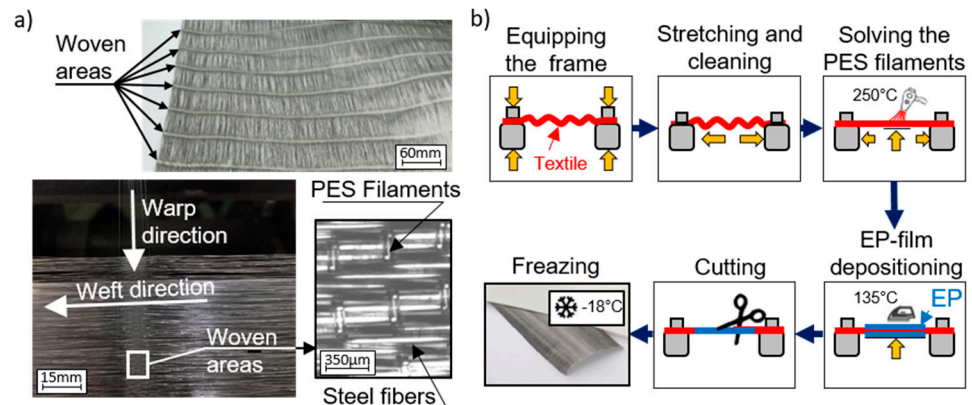 a)
Woven
areas
60mm
Warp
direction
Weft direction
Woven
areas
15mm
PES Filaments
350µm
Steel fibers
b)
Equipping
the frame
Textile
Stretching and
cleaning
Solving the
PES filaments
250°C
EP-film
depositioning
135°C
EP
Cutting
Freazing
-18°C